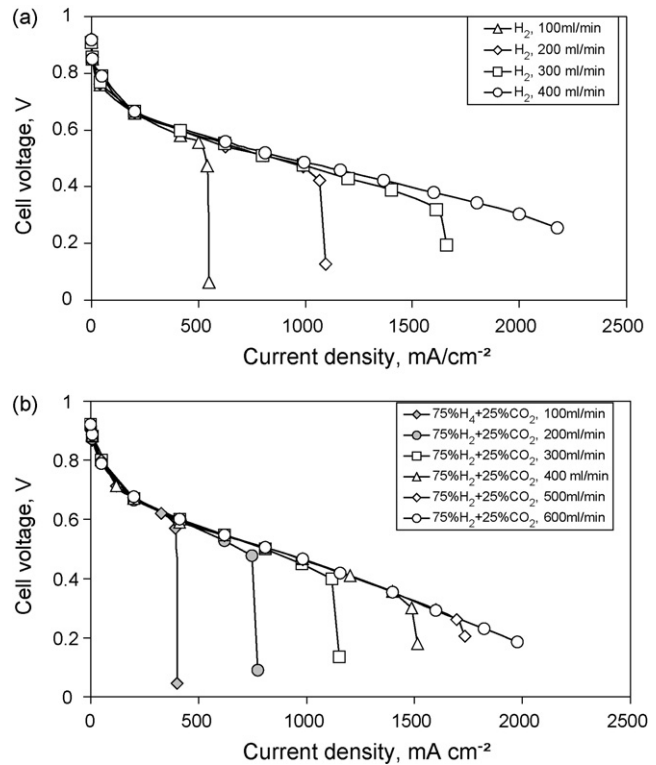 (a)
1
0.8
0.6
0.4
0.2
0
Cell voltage, V
0 500 1000 1500 2000 2500
Current density, mA/cm⁻²
H₂, 100ml/min
H₂, 200 ml/min
H₂, 300 ml/min
H₂, 400 ml/min
(b)
1
0.8
0.6
0.4
0.2
0
Cell voltage, V
0 500 1000 1500 2000 2500
Current density, mA cm⁻²
75%H₄+25%CO₂, 100ml/min
75%H₂+25%CO₂, 200ml/min
75%H₂+25%CO₂, 300ml/min
75%H₂+25%CO₂, 400 ml/min
75%H₂+25%CO₂, 500ml/min
75%H₂+25%CO₂, 600ml/min